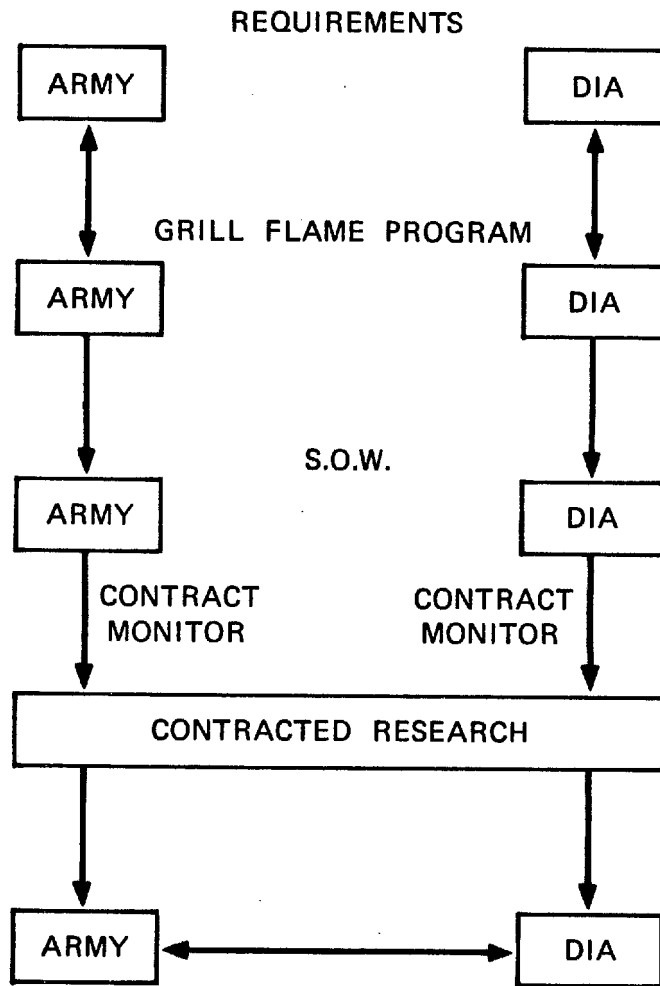 REQUIREMENTS
ARMY
DIA
GRILL FLAME PROGRAM
ARMY
DIA
S.O.W.
ARMY
DIA
CONTRACT
MONITOR
CONTRACT
MONITOR
CONTRACTED RESEARCH
ARMY
DIA